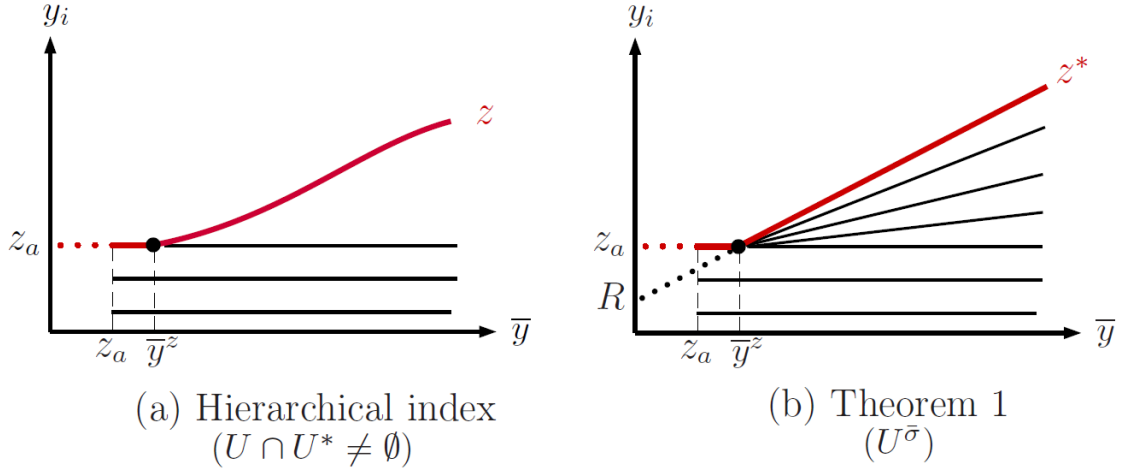 y_i
z
z_a
z_a
y̅^z
y̅
(a) Hierarchical index
(U ∩ U* ≠ ∅)
y_i
z*
z_a
R
z_a
y̅^z
y̅
(b) Theorem 1
(U^σ̄)